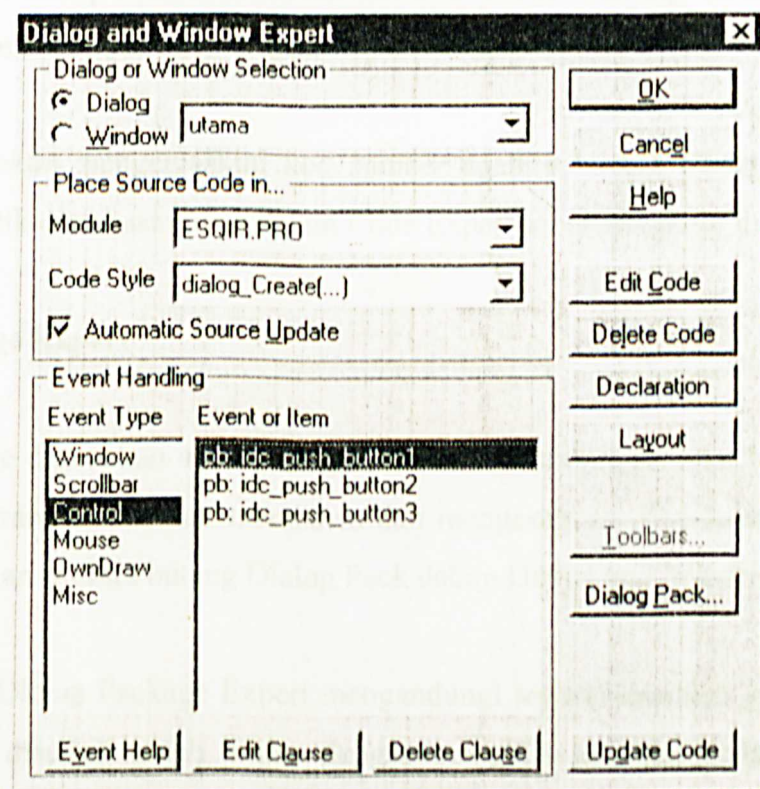 Dialog and Window Expert
Dialog or Window Selection
Dialog
Window
utama
Place Source Code in...
Module
ESQIR.PRO
Code Style
dialog_Create(...)
Automatic Source Update
Event Handling
Event Type
Event or Item
Window
Scrollbar
Control
Mouse
OwnDraw
Misc
pb: idc_push_button1
pb: idc_push_button2
pb: idc_push_button3
Event Help
Edit Clause
Delete Clause
OK
Cancel
Help
Edit Code
Delete Code
Declaration
Layout
Toolbars...
Dialog Pack...
Update Code